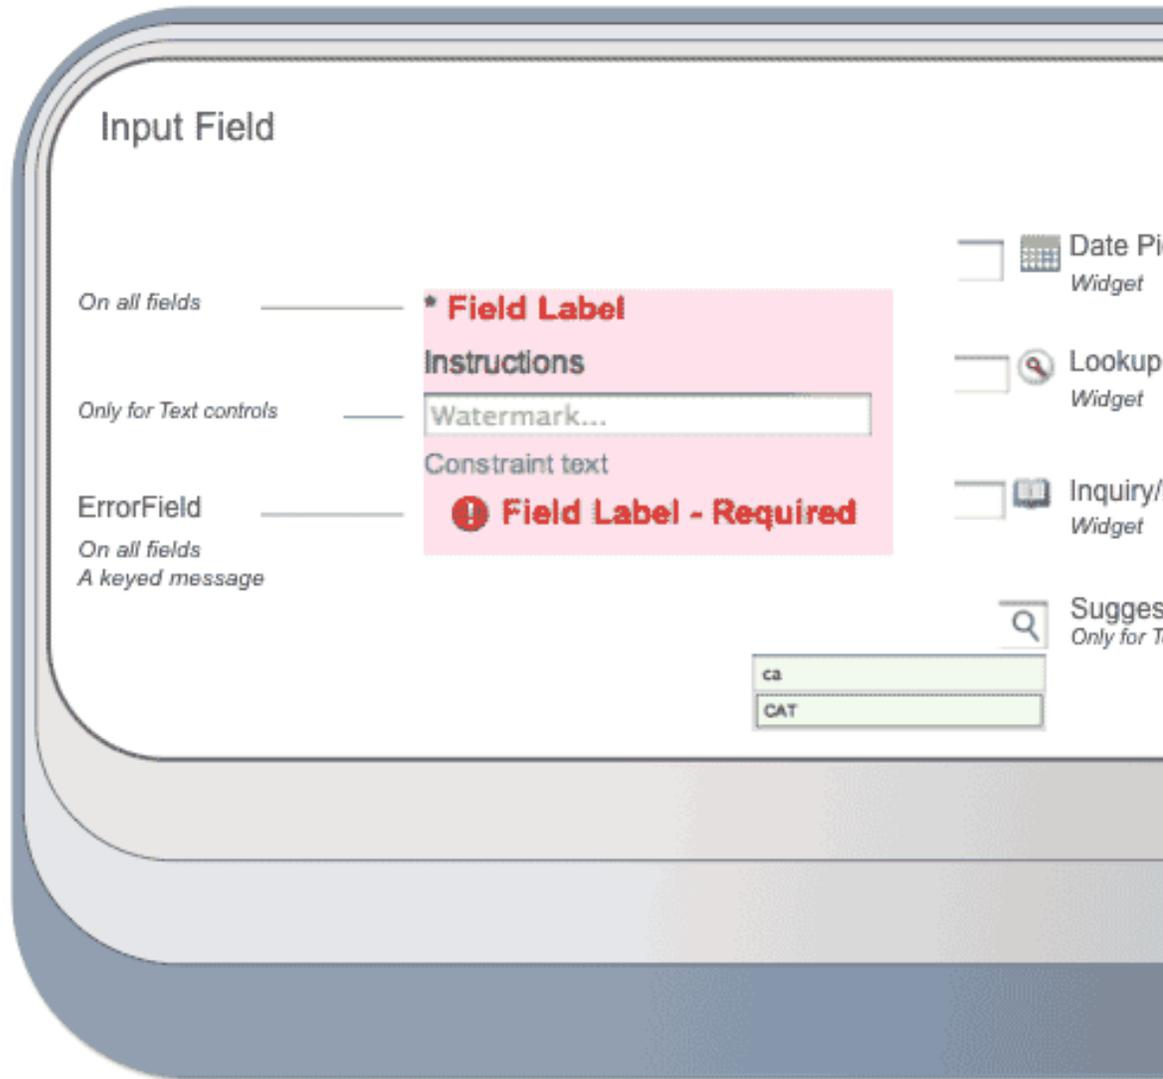 Input Field
Date Pi
Widget
On all fields
* Field Label
Instructions
Lookup
Widget
Only for Text controls
Watermark...
Constraint text
ErrorField
Field Label - Required
Inquiry/
Widget
On all fields
A keyed message
Sugges
Only for Te
ca
CAT